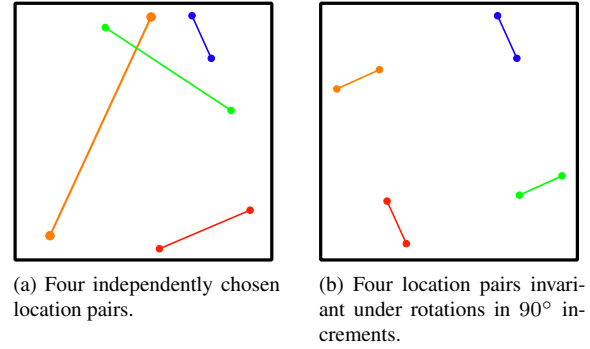 (a) Four independently chosen
location pairs.
(b) Four location pairs invari-
ant under rotations in 90° in-
crements.